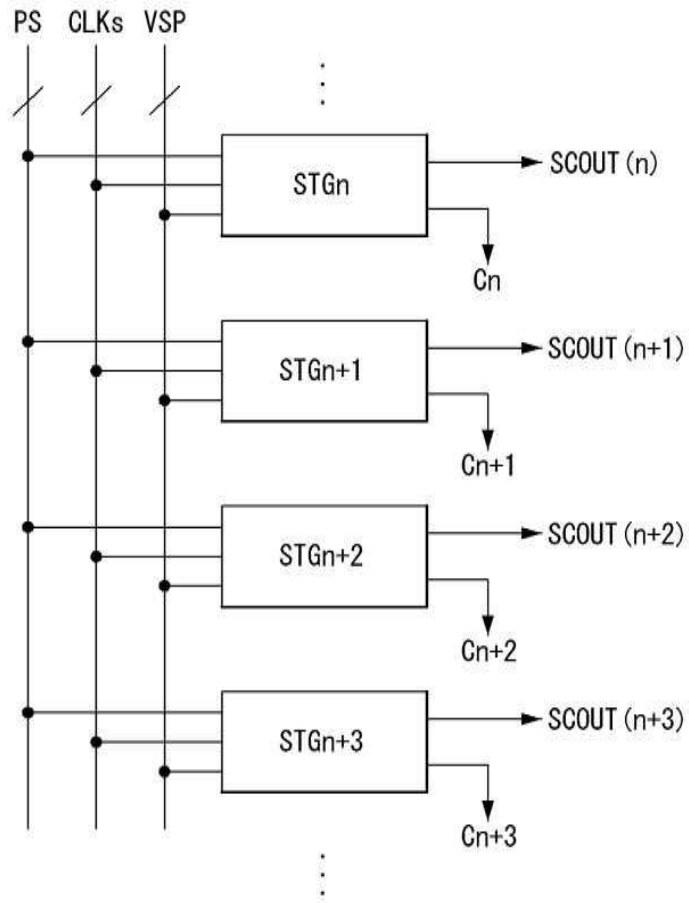 PS CLKs VSP
STGn
SCOUT(n)
Cn
STGn+1
SCOUT(n+1)
Cn+1
STGn+2
SCOUT(n+2)
Cn+2
STGn+3
SCOUT(n+3)
Cn+3